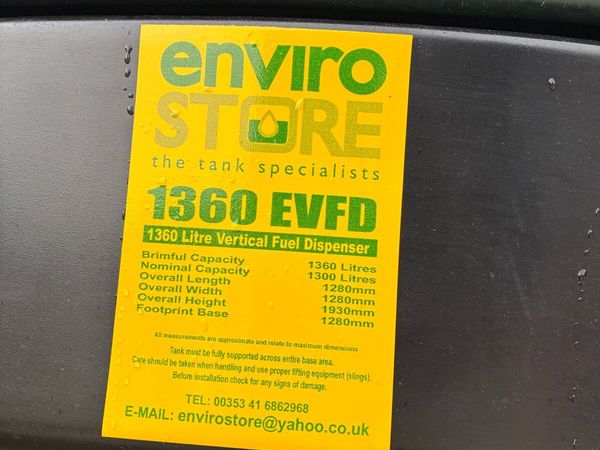 enviro
STORE
the tank specialists
1360 EVFD
1360 Litre Vertical Fuel Dispenser
Brimful Capacity 1360 Litres
Nominal Capacity 1300 Litres
Overall Length 1280mm
Overall Width 1280mm
Overall Height 1930mm
Footprint Base 1280mm
All measurements are approximate and relate to maximum dimensions
Tank must be fully supported across entire base area.
Care should be taken when handling and use proper lifting equipment (slings).
Before installation check for any signs of damage.
TEL: 00353 41 6862968
E-MAIL: envirostore@yahoo.co.uk